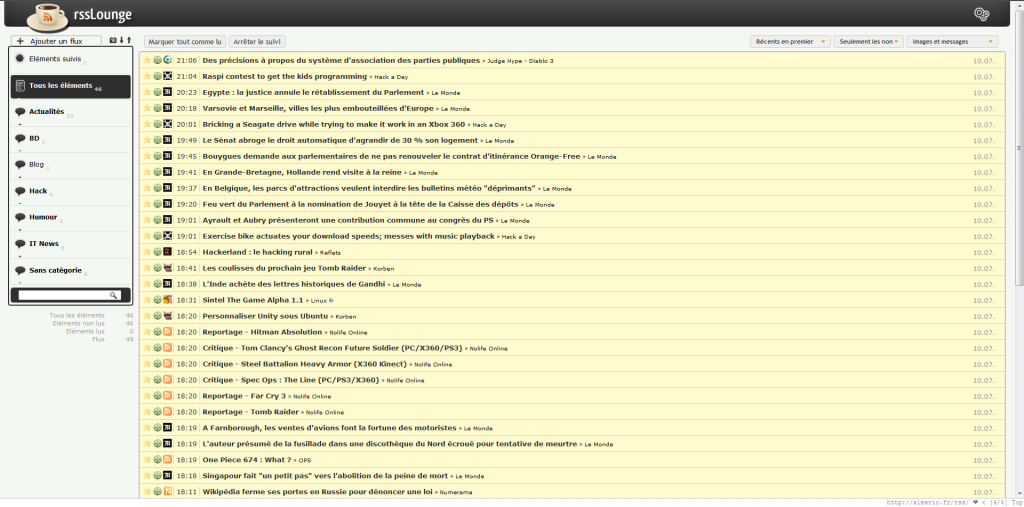 rssLounge
+ Ajouter un flux
Marquer tout comme lu Arrêter le suivi Récents en premier Seulement les non Images et messages
Eléments suivis
Tous les éléments 46
Actualités
BD
Blog
Hack
Humour
IT News
Sans catégorie
Tous les éléments 46
Eléments non lus 46
Eléments lus 0
Flux 49
21:06 Des précisions à propos du système d'association des parties publiques » Judge Hype - Diablo 3 10.07.
21:04 Raspi contest to get the kids programming » Hack a Day 10.07.
20:23 Egypte : la justice annule le rétablissement du Parlement » Le Monde 10.07.
20:18 Varsovie et Marseille, villes les plus embouteillées d'Europe » Le Monde 10.07.
20:01 Bricking a Seagate drive while trying to make it work in an Xbox 360 » Hack a Day 10.07.
19:49 Le Sénat abroge le droit automatique d'agrandir de 30 % son logement » Le Monde 10.07.
19:45 Bouygues demande aux parlementaires de ne pas renouveler le contrat d'itinérance Orange-Free » Le Monde 10.07.
19:41 En Grande-Bretagne, Hollande rend visite à la reine » Le Monde 10.07.
19:37 En Belgique, les parcs d'attractions veulent interdire les bulletins météo "déprimants" » Le Monde 10.07.
19:20 Feu vert du Parlement à la nomination de Jouyet à la tête de la Caisse des dépôts » Le Monde 10.07.
19:01 Ayrault et Aubry présenteront une contribution commune au congrès du PS » Le Monde 10.07.
19:01 Exercise bike actuates your download speeds; messes with music playback » Hack a Day 10.07.
18:54 Hackerland : le hacking rural » Reflets 10.07.
18:41 Les coulisses du prochain jeu Tomb Raider » Korben 10.07.
18:38 L'Inde achète des lettres historiques de Gandhi » Le Monde 10.07.
18:31 Sintel The Game Alpha 1.1 » Linux fr 10.07.
18:20 Personnaliser Unity sous Ubuntu » Korben 10.07.
18:20 Reportage - Hitman Absolution » Nolife Online 10.07.
18:20 Critique - Tom Clancy's Ghost Recon Future Soldier (PC/X360/PS3) » Nolife Online 10.07.
18:20 Critique - Steel Battalion Heavy Armor (X360 Kinect) » Nolife Online 10.07.
18:20 Critique - Spec Ops : The Line (PC/PS3/X360) » Nolife Online 10.07.
18:20 Reportage - Far Cry 3 » Nolife Online 10.07.
18:20 Reportage - Tomb Raider » Nolife Online 10.07.
18:19 A Farnborough, les ventes d'avions font la fortune des motoristes » Le Monde 10.07.
18:19 L'auteur présumé de la fusillade dans une discothèque du Nord écroué pour tentative de meurtre » Le Monde 10.07.
18:19 One Piece 674 : What ? » OPS 10.07.
18:18 Singapour fait "un petit pas" vers l'abolition de la peine de mort » Le Monde 10.07.
18:11 Wikipédia ferme ses portes en Russie pour dénoncer une loi » Numerama 10.07.
http://alexrio.fr/rss/ ♥ < [4/4] Top